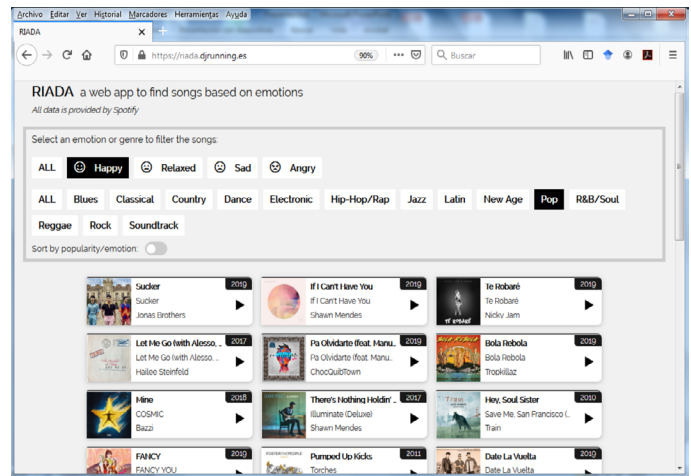 Archivo Editar Ver Historial Marcadores Herramientas Ayuda
RIADA
https://riada.djrunning.es
90%
Buscar
RIADA a web app to find songs based on emotions
All data is provided by Spotify
Select an emotion or genre to filter the songs:
ALL Happy Relaxed Sad Angry
ALL Blues Classical Country Dance Electronic Hip-Hop/Rap Jazz Latin New Age Pop R&B/Soul
Reggae Rock Soundtrack
Sort by popularity/emotion:
Sucker 2019
Sucker
Jonas Brothers
If I Can't Have You 2019
If I Can't Have You
Shawn Mendes
Te Robaré 2019
Te Robaré
Nicky Jam
TE ROBARÉ
Let Me Go (with Alesso, .. 2017
Let Me Go (with Alesso, ...
Hailee Steinfeld
Pa Olvidarte (feat. Manu... 2019
Pa Olvidarte (feat. Manu...
ChocQuibTown
Bola Rebola 2019
Bola Rebola
Tropkillaz
BOLA REBOLA
Mine 2018
COSMIC
Bazzi
There's Nothing Holdin' .. 2017
Illuminate (Deluxe)
Shawn Mendes
Hey, Soul Sister 2010
Save Me, San Francisco (..
Train
FANCY 2019
FANCY YOU
Pumped Up Kicks 2011
Torches
FOSTER THE PEOPLE
Date La Vuelta 2019
Date La Vuelta